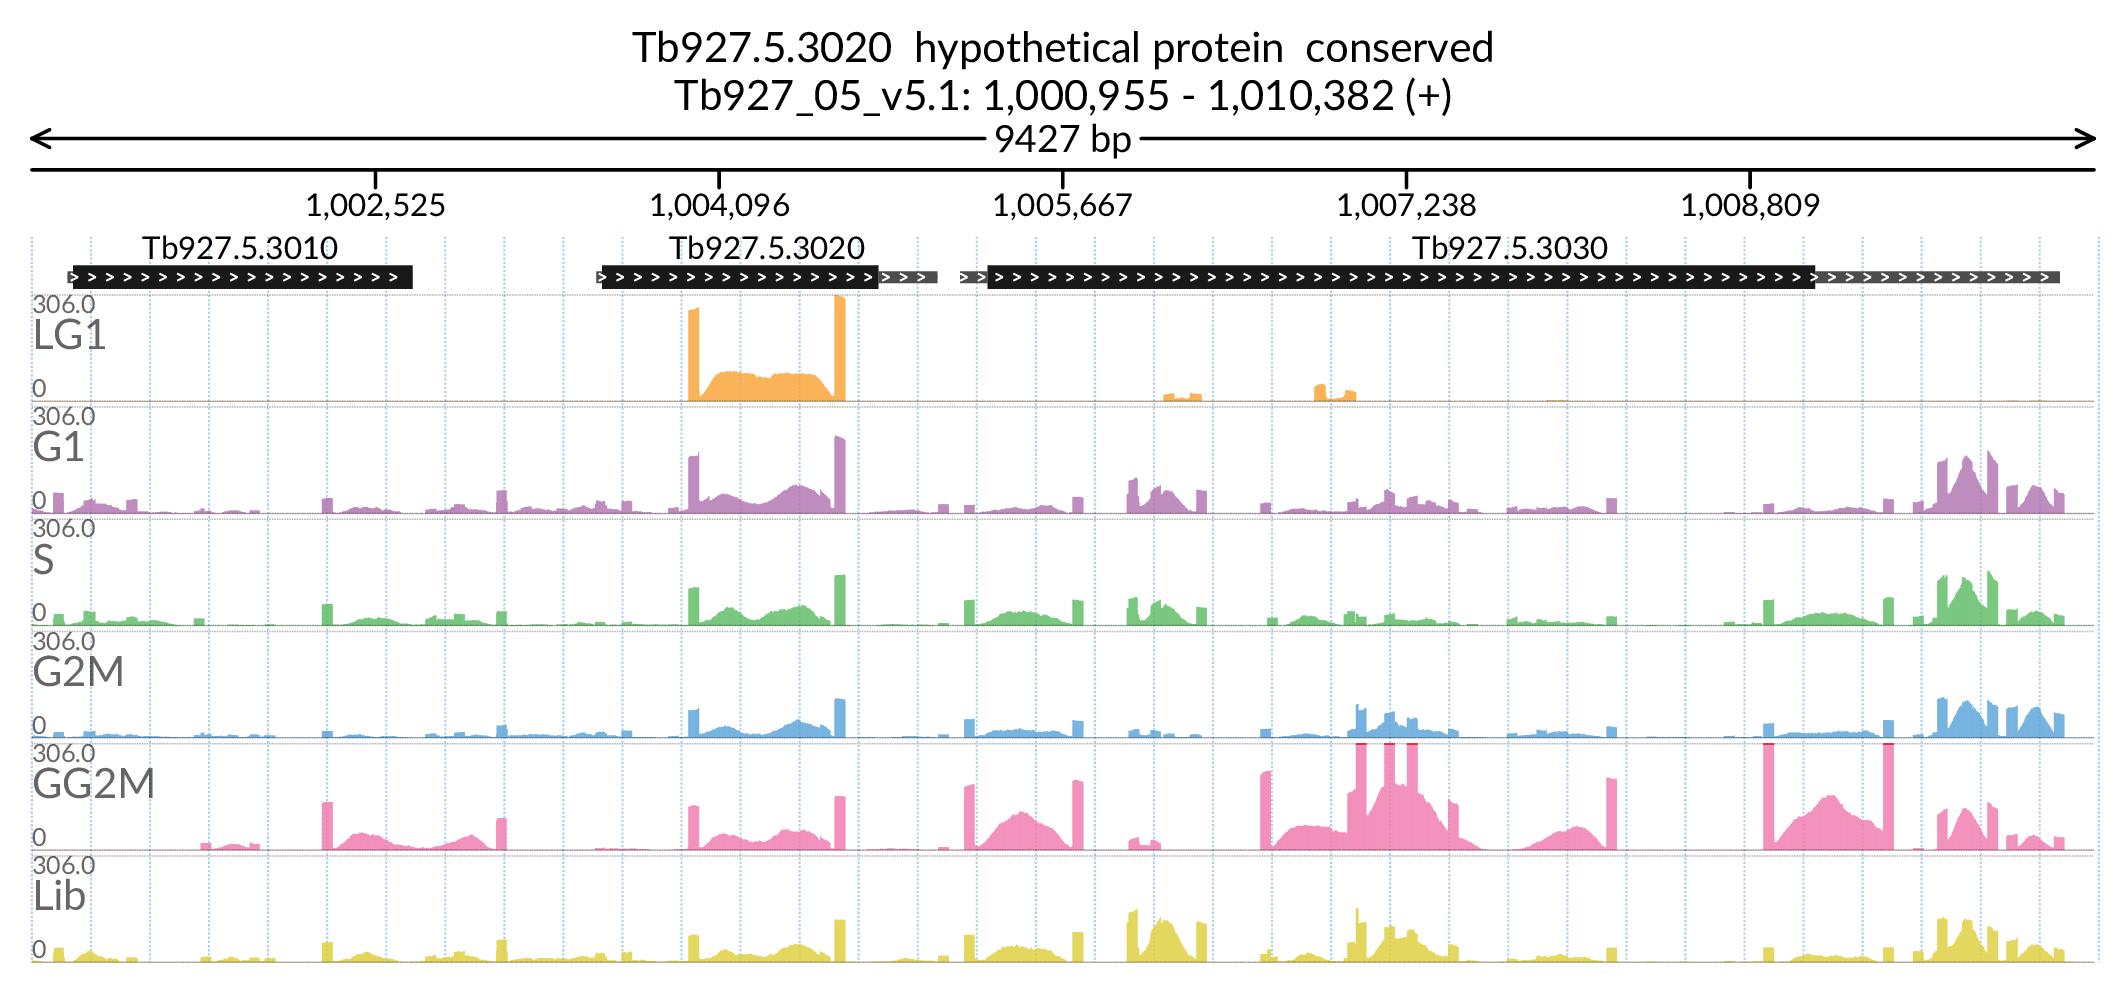 Tb927.5.3020 hypothetical protein conserved
Tb927_05_v5.1: 1,000,955 - 1,010,382 (+)
9427 bp
1,002,525 1,004,096 1,005,667 1,007,238 1,008,809
Tb927.5.3010 Tb927.5.3020 Tb927.5.3030
306.0
LG1
0
306.0
G1
0
306.0
S
0
306.0
G2M
0
306.0
GG2M
0
306.0
Lib
0